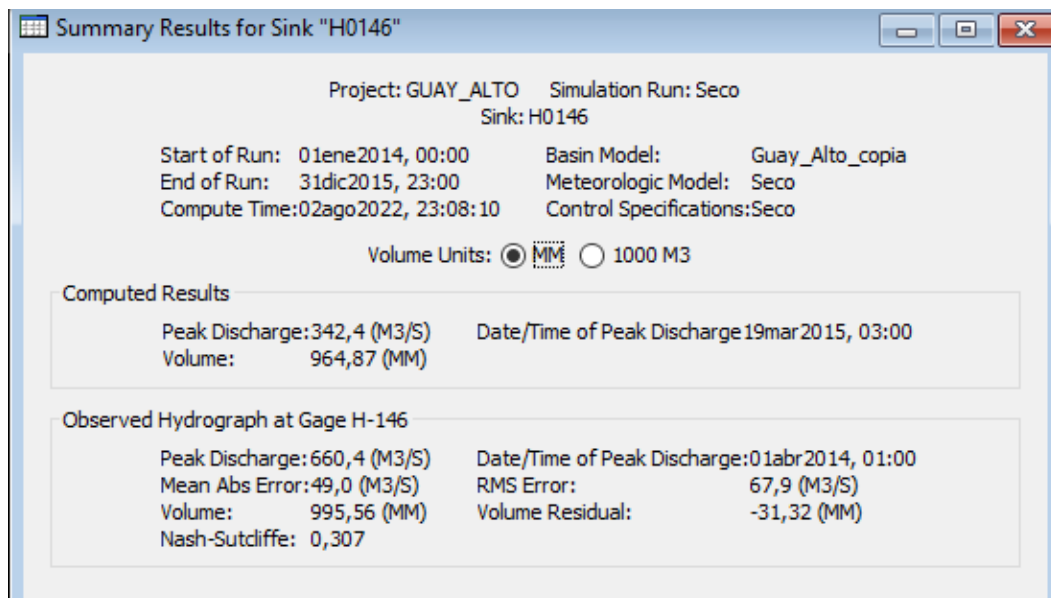 Summary Results for Sink "H0146"
Project: GUAY_ALTO Simulation Run: Seco
Sink: H0146
Start of Run: 01ene2014, 00:00 Basin Model: Guay_Alto_copia
End of Run: 31dic2015, 23:00 Meteorologic Model: Seco
Compute Time:02ago2022, 23:08:10 Control Specifications:Seco
Volume Units: MM 1000 M3
Computed Results
Peak Discharge:342,4 (M3/S) Date/Time of Peak Discharge19mar2015, 03:00
Volume: 964,87 (MM)
Observed Hydrograph at Gage H-146
Peak Discharge:660,4 (M3/S) Date/Time of Peak Discharge:01abr2014, 01:00
Mean Abs Error:49,0 (M3/S) RMS Error: 67,9 (M3/S)
Volume: 995,56 (MM) Volume Residual: -31,32 (MM)
Nash-Sutcliffe: 0,307